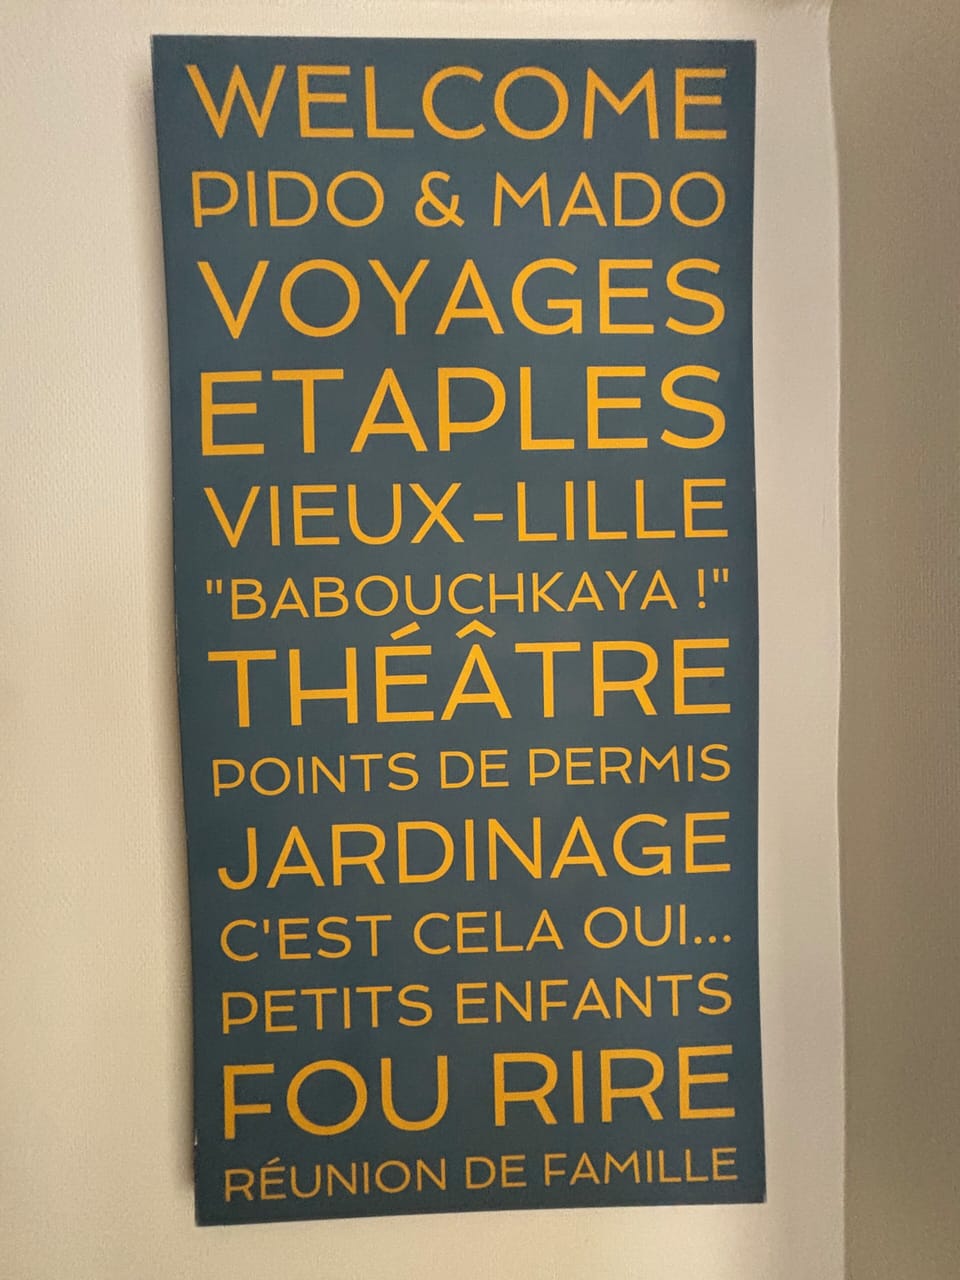 WELCOME
PIDO & MADO
VOYAGES
ETAPLES
VIEUX-LILLE
"BABOUCHKAYA !"
THÉÂTRE
POINTS DE PERMIS
JARDINAGE
C'EST CELA OUI...
PETITS ENFANTS
FOU RIRE
RÉUNION DE FAMILLE